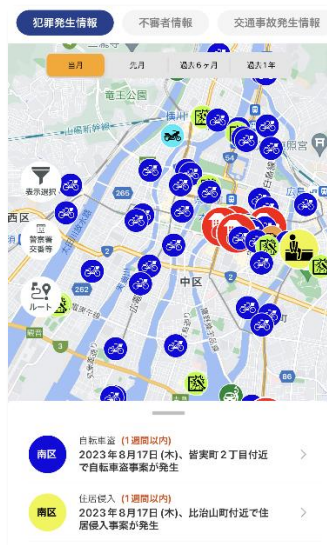 犯罪発生情報
不審者情報
交通事故発生情報
当月
先月
過去6ヶ月
過去1年
竜王公園
横川
山陽新幹線
54
表示選択
265
西区
警察署
交番等
2
中区
ルート
262
2
3
86
南区
自転車盗 (1週間以内)
2023年8月17日(木)、皆実町2丁目付近
で自転車盗事案が発生
南区
住居侵入 (1週間以内)
2023年8月17日(木)、比治山町付近で住
居侵入事案が発生